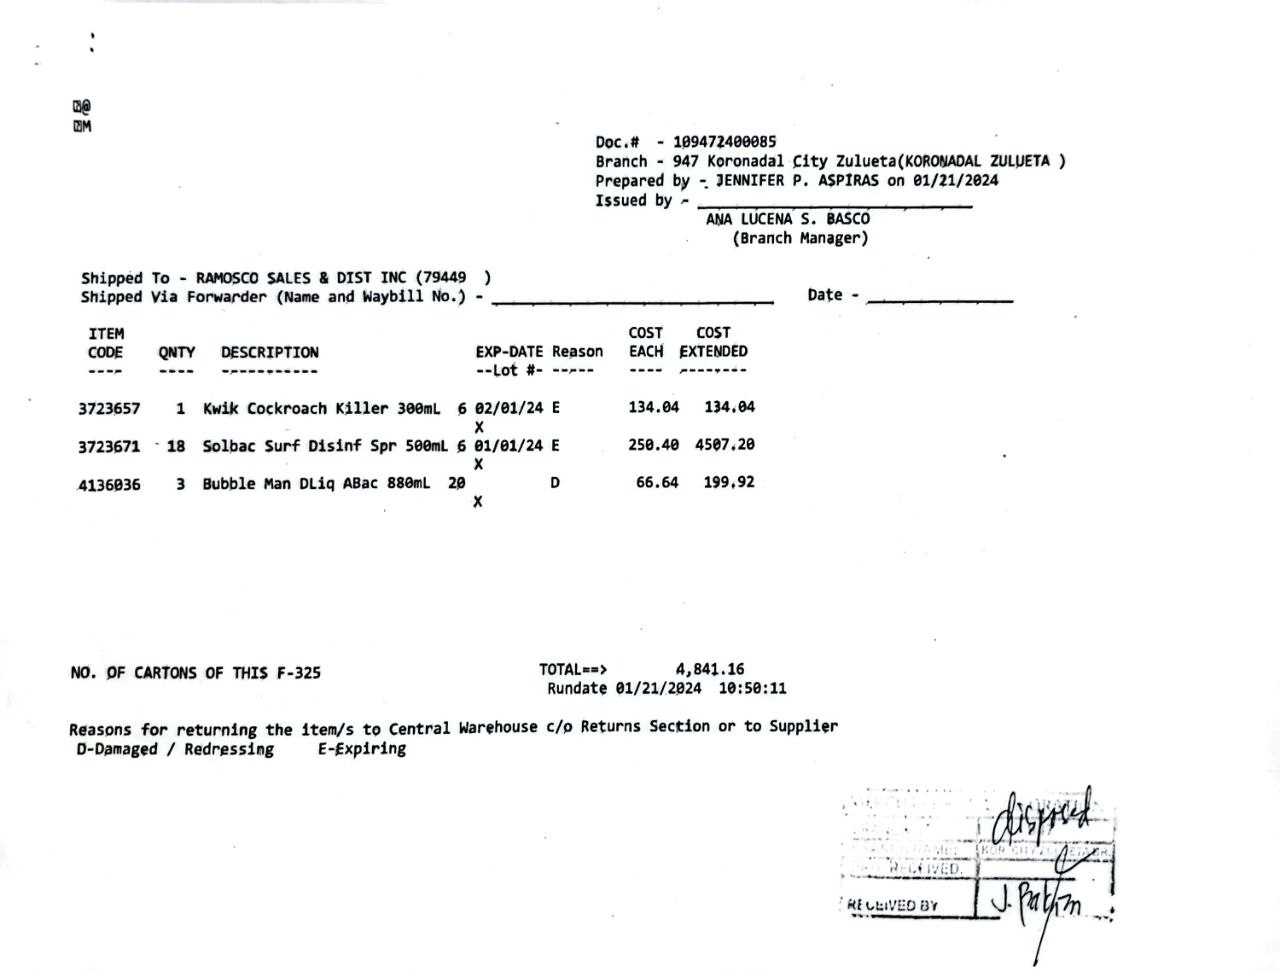 @
M
Doc.# - 109472400085
Branch - 947 Koronadal City Zulueta(KORONADAL ZULUETA )
Prepared by - JENNIFER P. ASPIRAS on 01/21/2024
Issued by -
ANA LUCENA S. BASCO
(Branch Manager)
Shipped To - RAMOSCO SALES & DIST INC (79449 )
Shipped Via Forwarder (Name and Waybill No.) - Date -
ITEM COST COST
CODE QNTY DESCRIPTION EXP-DATE Reason EACH EXTENDED
---- ---- ----------- --Lot #- ----- ---- --------
3723657 1 Kwik Cockroach Killer 300mL 6 02/01/24 E 134.04 134.04
X
3723671 18 Solbac Surf Disinf Spr 500mL 6 01/01/24 E 250.40 4507.20
X
4136036 3 Bubble Man DLiq ABac 880mL 20 D 66.64 199.92
X
NO. OF CARTONS OF THIS F-325 TOTAL==> 4,841.16
Rundate 01/21/2024 10:50:11
Reasons for returning the item/s to Central Warehouse c/o Returns Section or to Supplier
D-Damaged / Redressing E-Expiring
disposed
RECEIVED.
RECEIVED BY J.